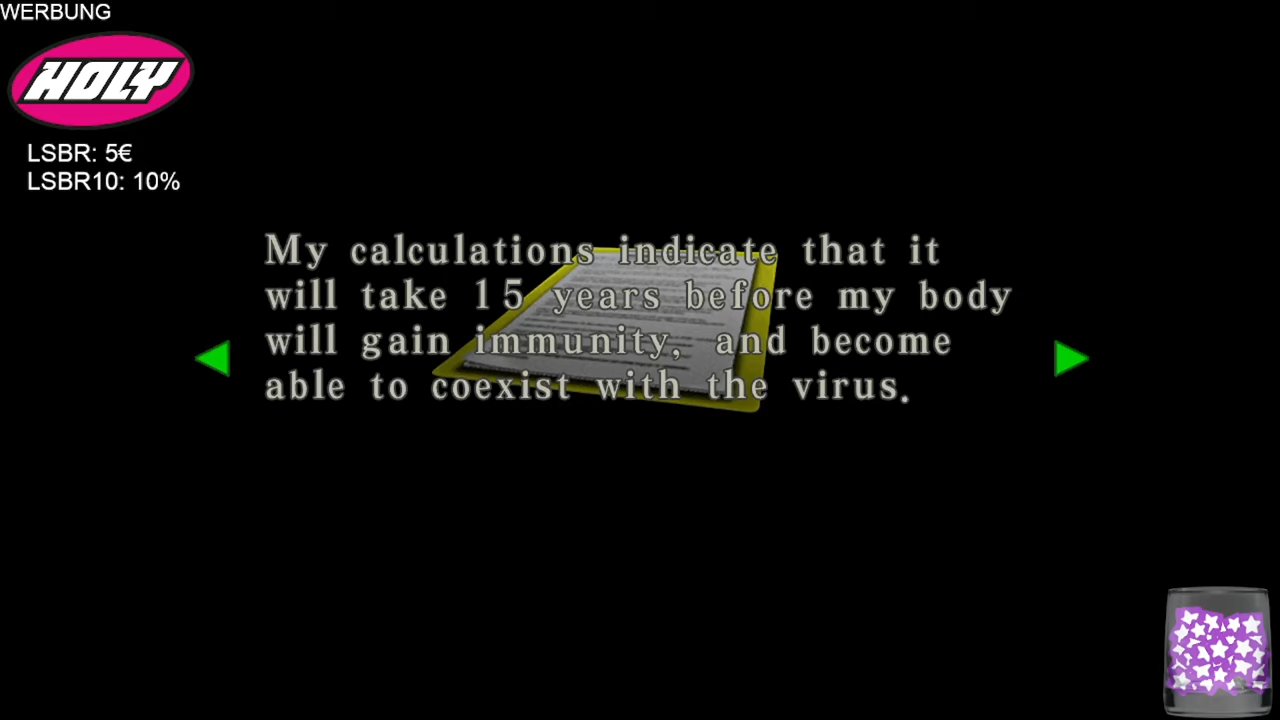 WERBUNG
HOLY
LSBR: 5€
LSBR10: 10%
My calculations indicate that it
will take 15 years before my body
will gain immunity, and become
able to coexist with the virus.